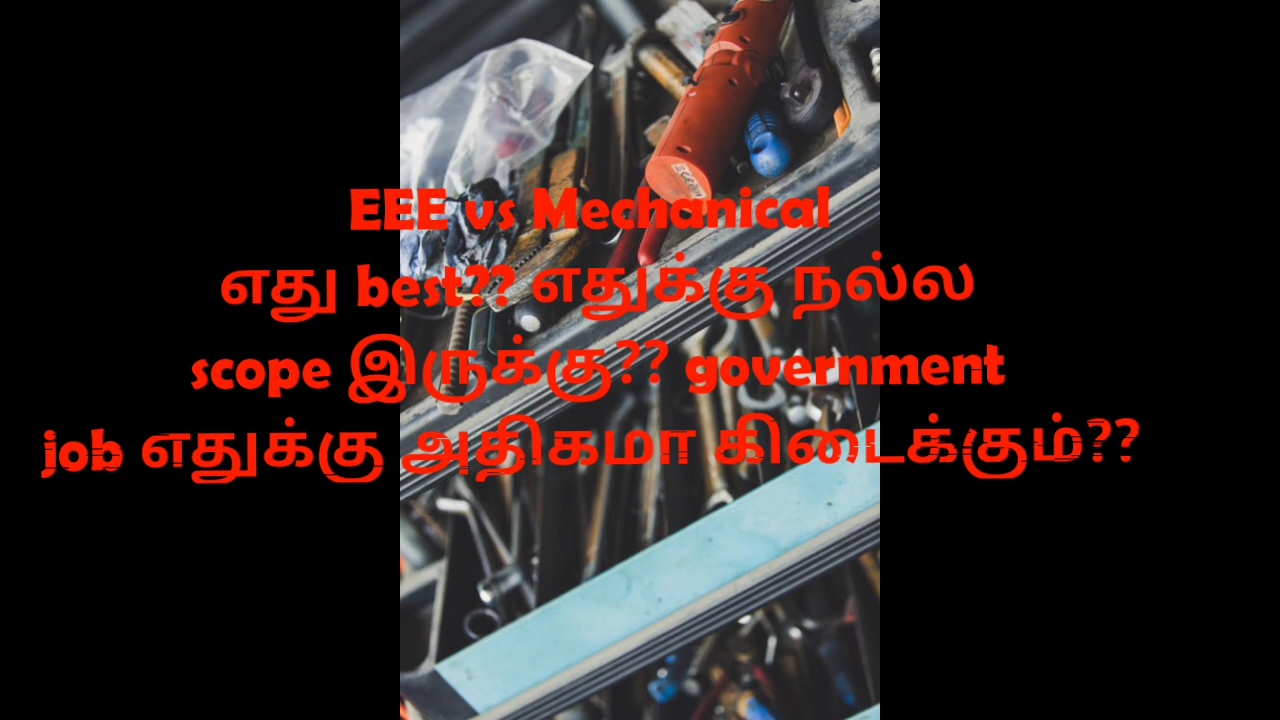 EEE vs Mechanical
எது best?? எதுக்கு நல்ல
scope இருக்கு?? government
job எதுக்கு அதிகமா கிடைக்கும்??